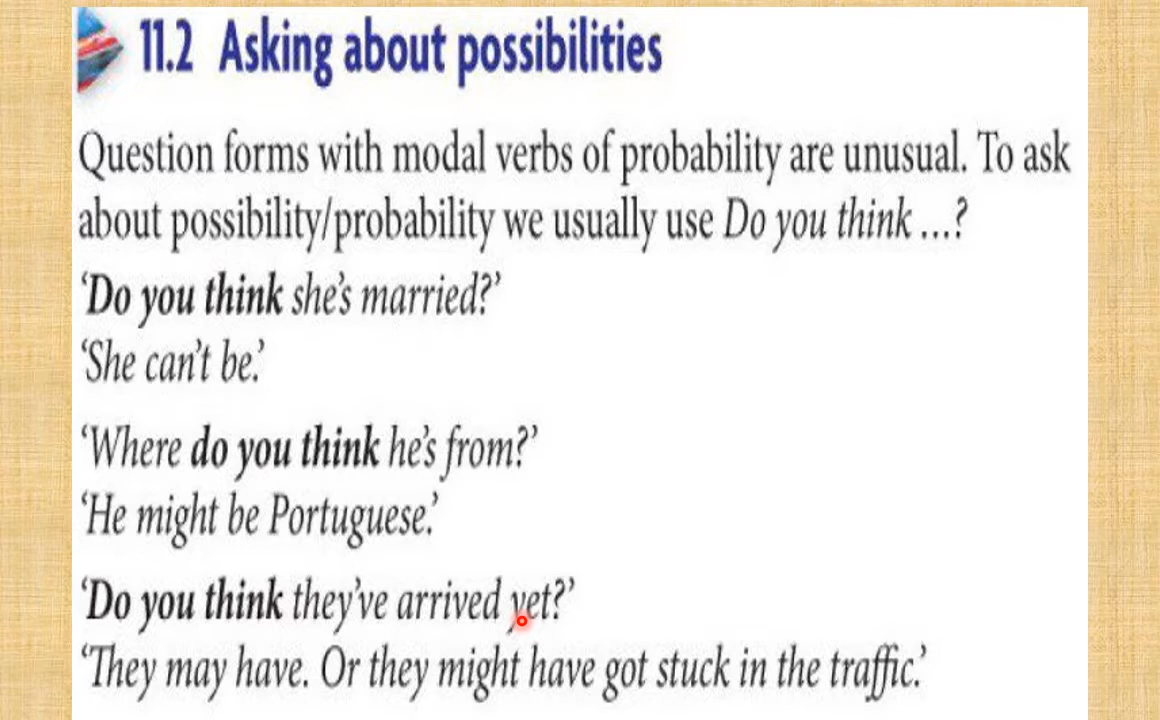 11.2 Asking about possibilities
Question forms with modal verbs of probability are unusual. To ask
about possibility/probability we usually use Do you think ...?
‘Do you think she’s married?’
‘She can’t be.’
‘Where do you think he’s from?’
‘He might be Portuguese.’
‘Do you think they’ve arrived yet?’
‘They may have. Or they might have got stuck in the traffic.’